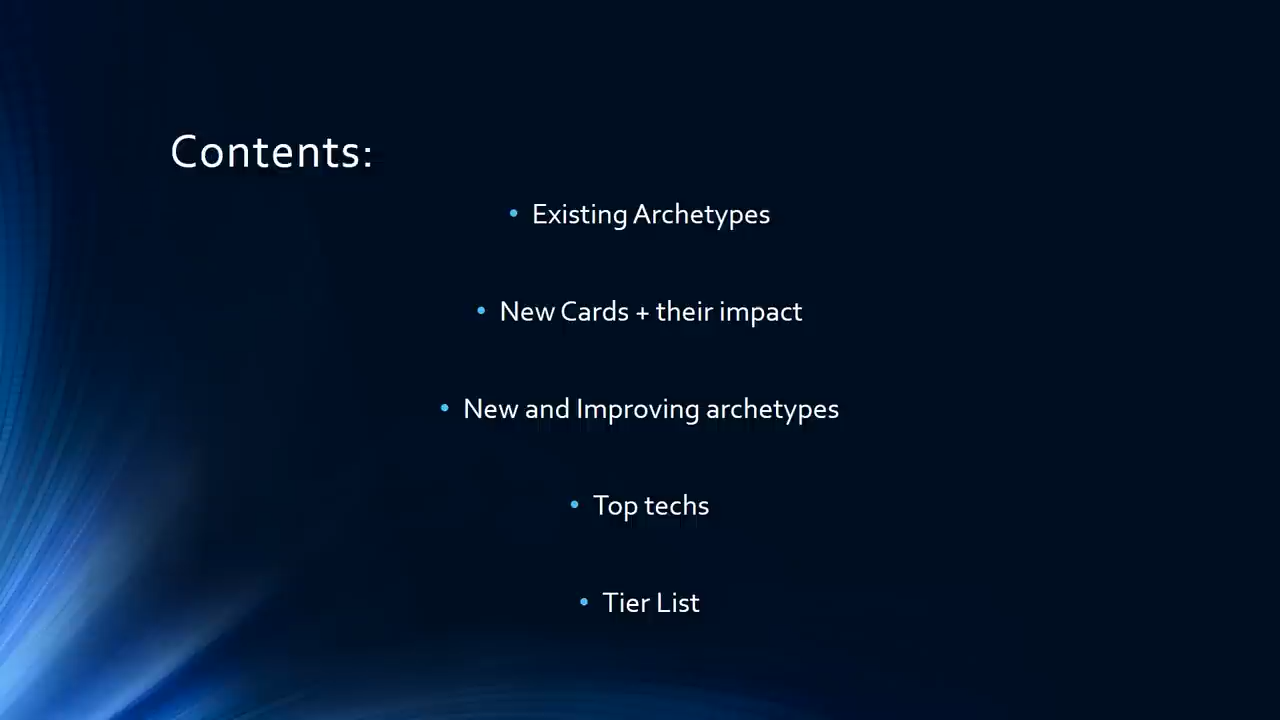 Contents:
• Existing Archetypes
• New Cards + their impact
• New and Improving archetypes
• Top techs
• Tier List